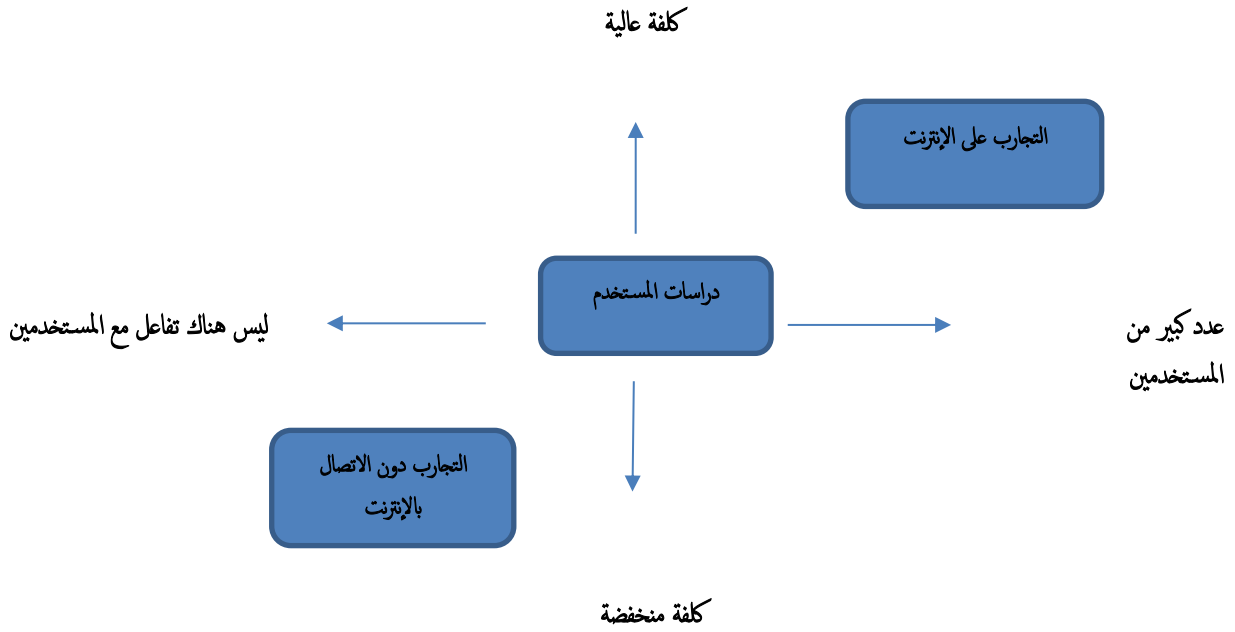 كلفة عالية
التجارب على الإنترنت
دراسات المستخدم
عدد كبير من
المستخدمين
ليس هناك تفاعل مع المستخدمين
التجارب دون الاتصال
بالإنترنت
كلفة منخفضة